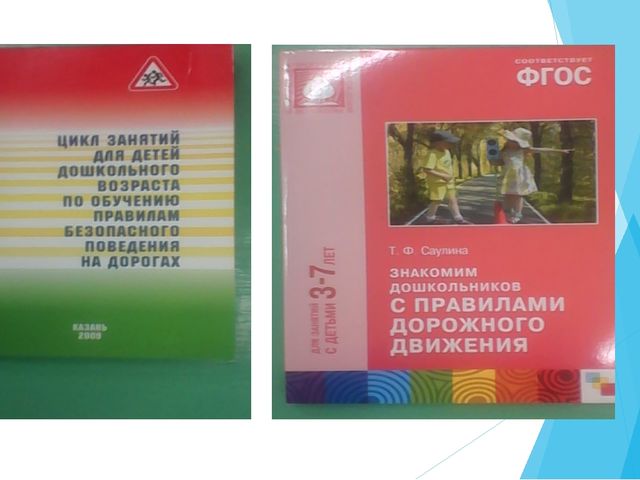 ЦИКЛ ЗАНЯТИЙ
ДЛЯ ДЕТЕЙ
ДОШКОЛЬНОГО
ВОЗРАСТА
ПО ОБУЧЕНИЮ
ПРАВИЛАМ
БЕЗОПАСНОГО
ПОВЕДЕНИЯ
НА ДОРОГАХ
КАЗАНЬ
2009
СООТВЕТСТВУЕТ
ФГОС
Т. Ф. Саулина
ЗНАКОМИМ
ДОШКОЛЬНИКОВ
С ПРАВИЛАМИ
ДОРОЖНОГО
ДВИЖЕНИЯ
ДЛЯ ЗАНЯТИЙ
С ДЕТЬМИ 3-7 ЛЕТ